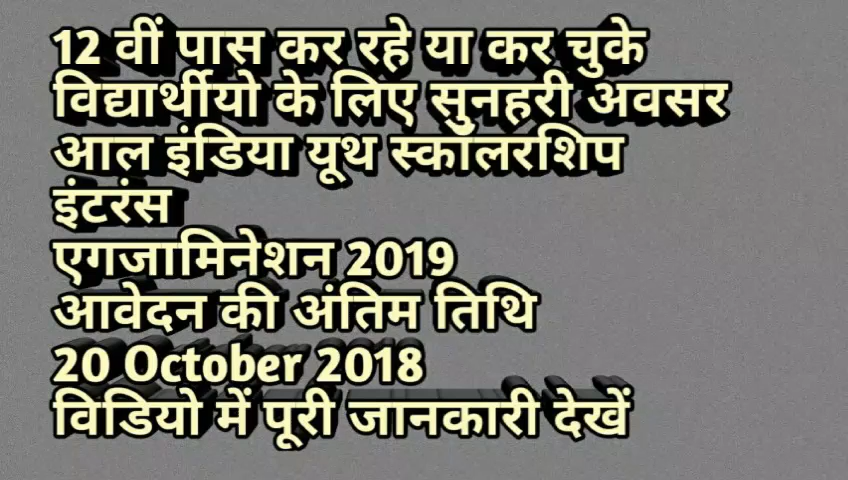 12 वीं पास कर रहे या कर चुके
विद्यार्थीयो के लिए सुनहरी अवसर
आल इंडिया यूथ स्कॉलरशिप
इंटरंस
एगजामिनेशन 2019
आवेदन की अंतिम तिथि
20 October 2018
विडियो में पूरी जानकारी देखें